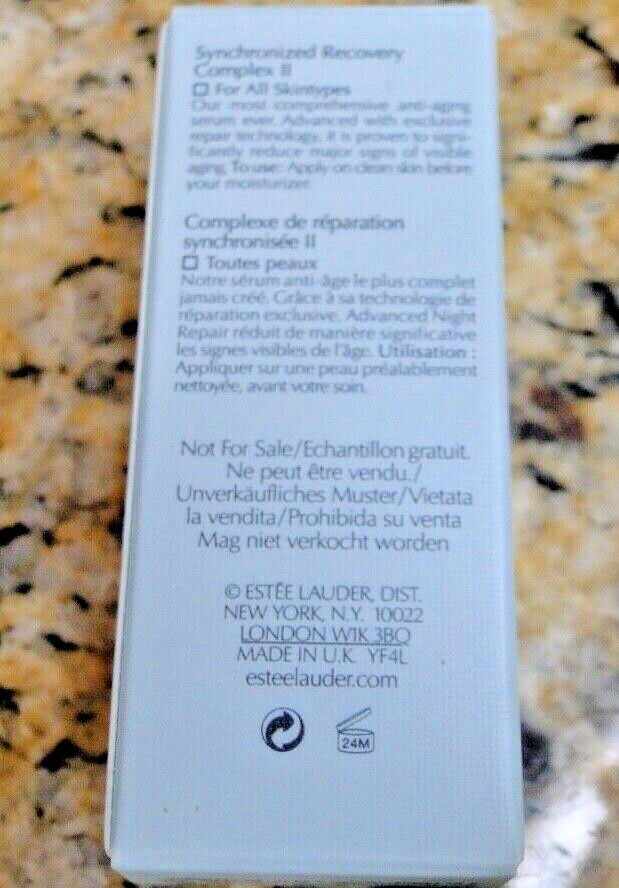 Synchronized Recovery
Complex II
For All Skintypes
Our most comprehensive anti-aging
serum ever. Advanced with exclusive
repair technology, it is proven to signi-
ficantly reduce major signs of visible
aging. To use: Apply on clean skin before
your moisturizer.
Complexe de réparation
synchronisée II
Toutes peaux
Notre sérum anti-âge le plus complet
jamais créé. Grâce à sa technologie de
réparation exclusive, Advanced Night
Repair réduit de manière significative
les signes visibles de l'âge. Utilisation :
Appliquer sur une peau préalablement
nettoyée, avant votre soin.
Not For Sale/Echantillon gratuit.
Ne peut être vendu./
Unverkäufliches Muster/Vietata
la vendita/Prohibida su venta
Mag niet verkocht worden
© ESTĒE LAUDER, DIST.
NEW YORK, N.Y. 10022
LONDON W1K 3BQ
MADE IN U.K. YF4L
esteelauder.com
24M